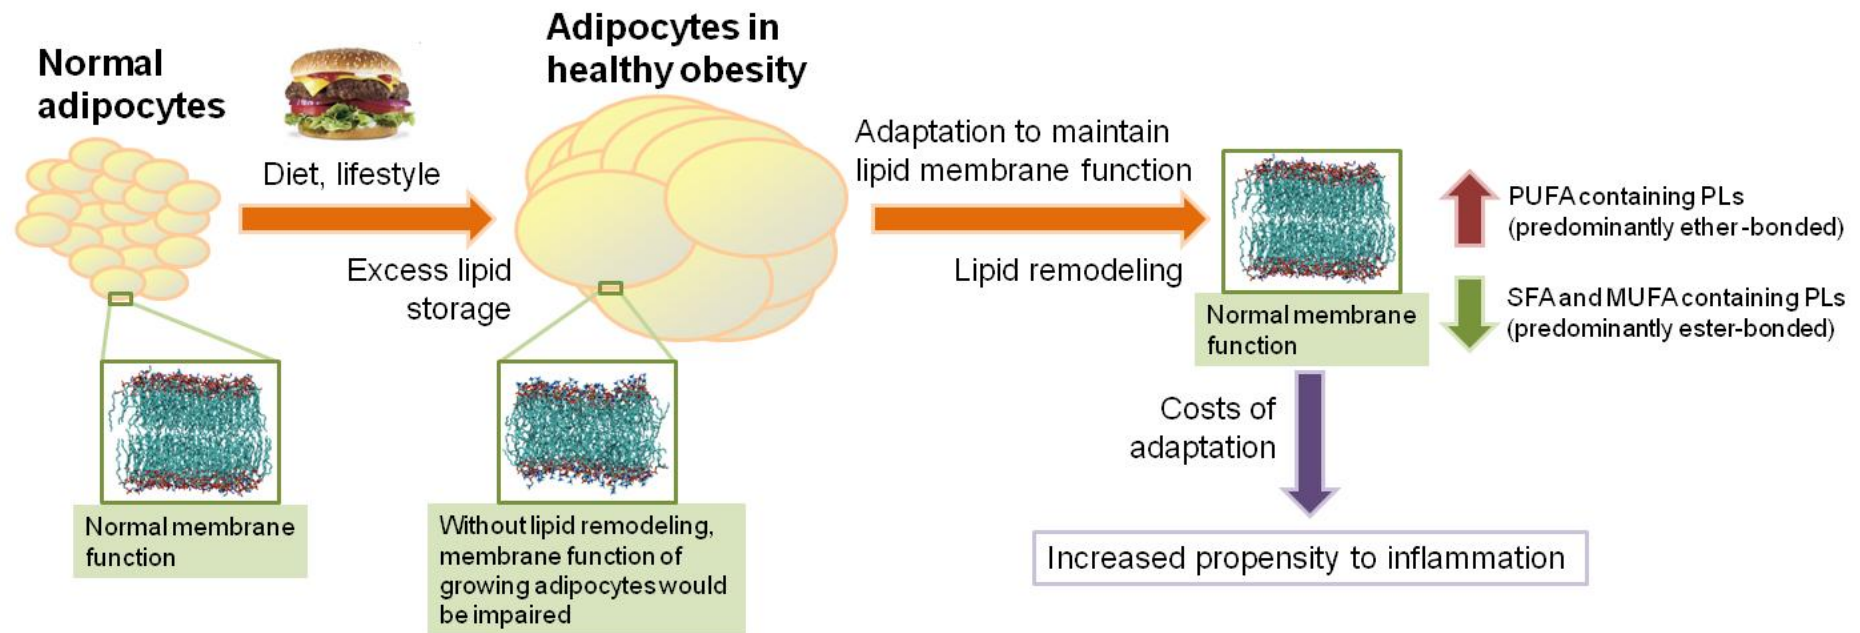 Normal
adipocytes
Diet, lifestyle
Excess lipid
storage
Adipocytes in
healthy obesity
Adaptation to maintain
lipid membrane function
Lipid remodeling
PUFA containing PLs
(predominantly ether-bonded)
SFA and MUFA containing PLs
(predominantly ester-bonded)
Normal membrane
function
Normal membrane
function
Without lipid remodeling,
membrane function of
growing adipocytes would
be impaired
Costs of
adaptation
Increased propensity to inflammation